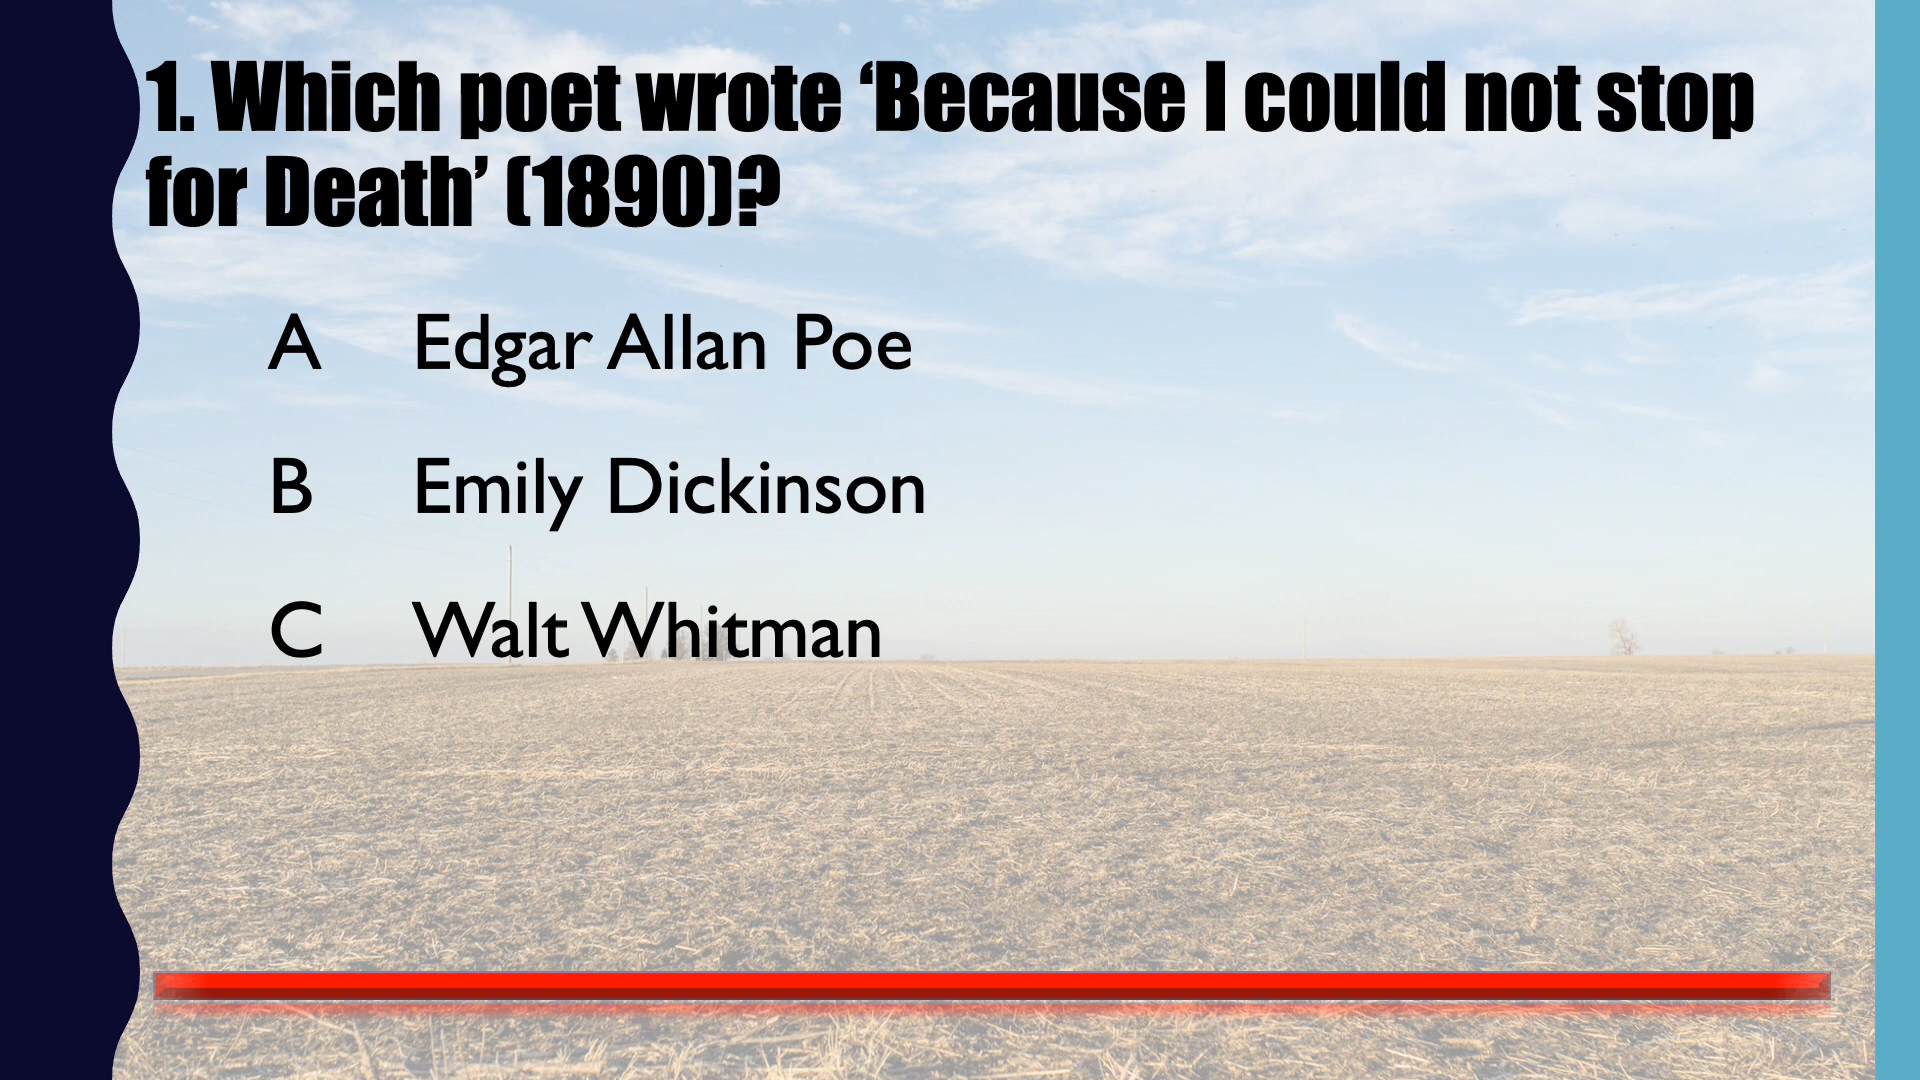 1. Which poet wrote ‘Because I could not stop
for Death’ (1890)?
A Edgar Allan Poe
B Emily Dickinson
C Walt Whitman